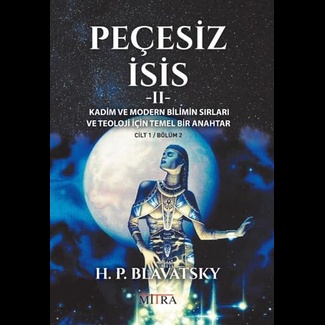 PEÇESİZ
İSİS
-II-
KADİM VE MODERN BİLİMİN SIRLARI
VE TEOLOJİ İÇİN TEMEL BİR ANAHTAR
CİLT 1 / BÖLÜM 2
H. P. BLAVATSKY
MITRA